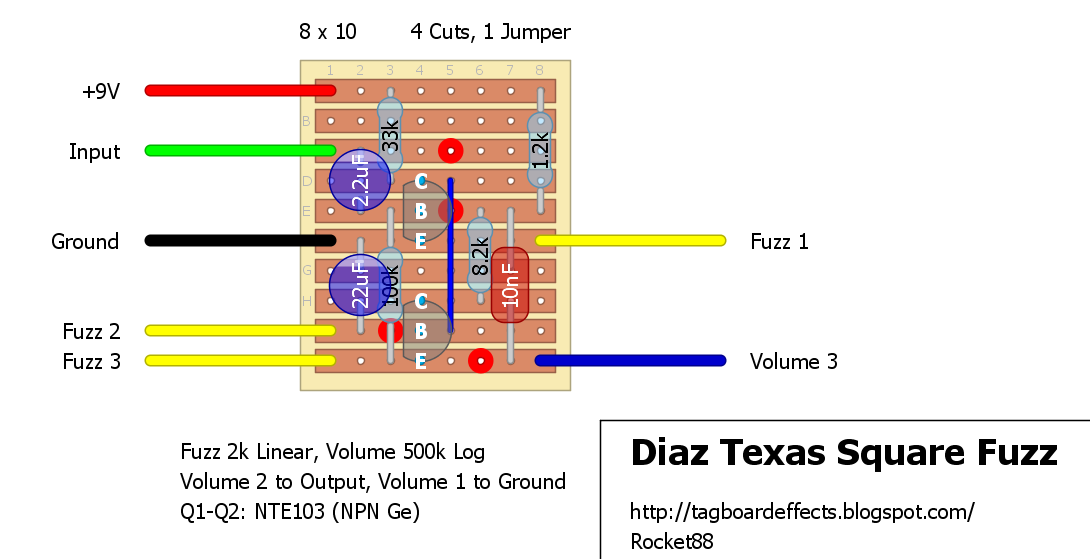 8 x 10 4 Cuts, 1 Jumper
1 2 3 4 5 6 7 8
+9V
B
33k
1.2k
Input
2.2uF
D C
E B
Ground E Fuzz 1
8.2k
G
22uF 100k 10nF
H C
Fuzz 2 B
Fuzz 3 E Volume 3
Fuzz 2k Linear, Volume 500k Log
Volume 2 to Output, Volume 1 to Ground
Q1-Q2: NTE103 (NPN Ge)
Diaz Texas Square Fuzz
http://tagboardeffects.blogspot.com/
Rocket88